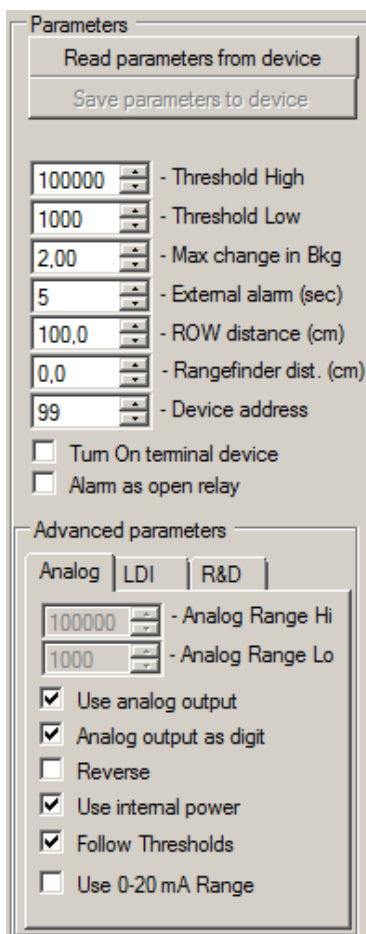 Parameters
Read parameters from device
Save parameters to device
100000 - Threshold High
1000 - Threshold Low
2,00 - Max change in Bkg
5 - External alarm (sec)
100,0 - ROW distance (cm)
0,0 - Rangefinder dist. (cm)
99 - Device address
Turn On terminal device
Alarm as open relay
Advanced parameters
Analog LDI R&D
100000 - Analog Range Hi
1000 - Analog Range Lo
Use analog output
Analog output as digit
Reverse
Use internal power
Follow Thresholds
Use 0-20 mA Range